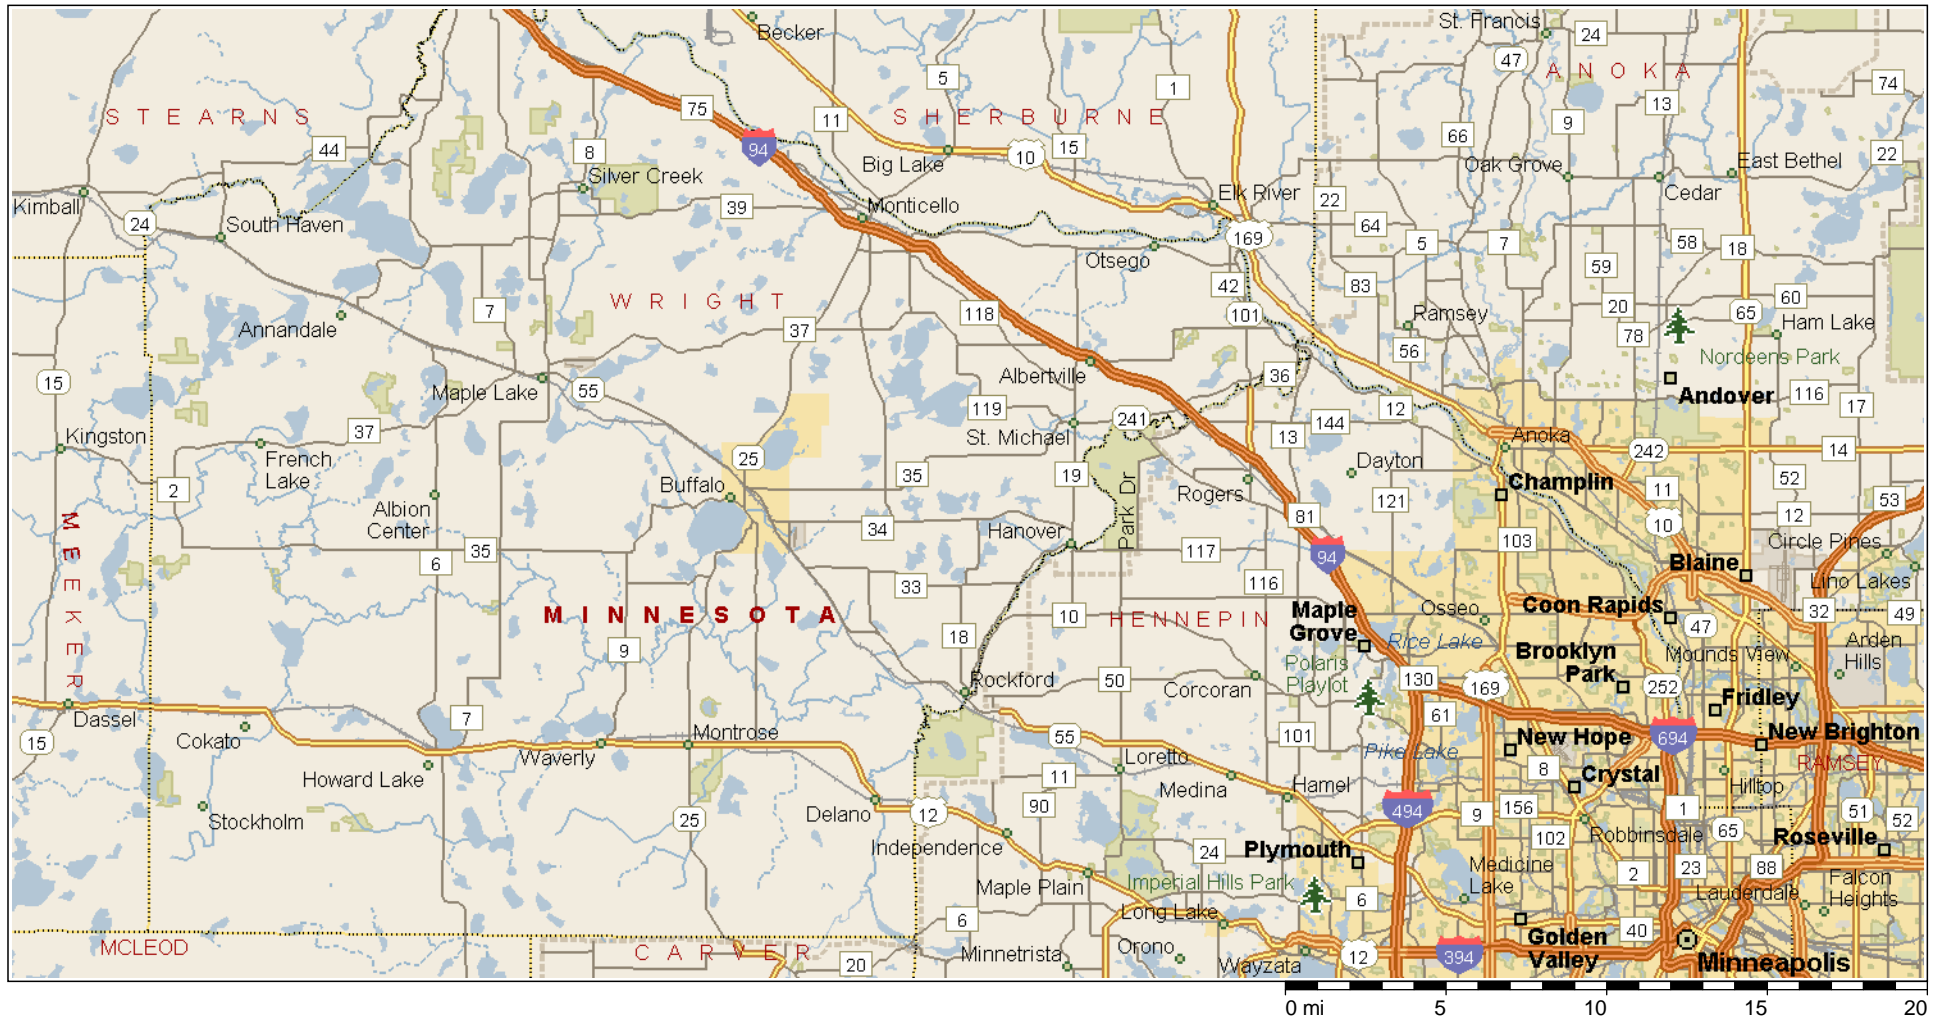 Becker
St. Francis
24
47
A N O K A
5
1
74
75
S T E A R N S
S H E R B U R N E
13
11
9
66
94
44
8
10
15
Big Lake
Oak Grove
East Bethel
22
Silver Creek
Kimball
39
Monticello
Elk River
22
Cedar
24
South Haven
64
169
5
7
58
18
Otsego
59
42
83
W R I G H T
7
118
101
20
60
65
Annandale
37
Ramsey
78
Ham Lake
56
Nordeens Park
15
Albertville
36
Maple Lake
55
Andover
116
17
119
12
241
144
Kingston
37
St. Michael
13
Anoka
242
14
French
Lake
25
Dayton
35
19
Rogers
Champlin
52
2
Buffalo
Park Dr
121
11
53
Albion
Center
81
12
10
M E E K E R
34
Hanover
103
Circle Pines
35
6
117
94
Blaine
Lino Lakes
33
116
M I N N E S O T A
10
H E N N E P I N
Maple
Grove
Osseo
Coon Rapids
32
49
18
47
9
Rice Lake
Brooklyn
Park
Mounds View
Arden
Hills
Polaris
Playlot
Rockford
50
Corcoran
130
169
252
Fridley
Dassel
7
61
15
Cokato
Montrose
55
101
New Hope
694
New Brighton
Waverly
Pike Lake
Loretto
8
Crystal
RAMSEY
Howard Lake
11
Medina
Hamel
Hilltop
Delano
12
90
494
9
156
1
51
Stockholm
25
102
Robbinsdale
65
52
Independence
24
Plymouth
Roseville
Medicine
Lake
2
23
88
Maple Plain
Imperial Hills Park
6
Lauderdale
Falcon
Heights
6
Long Lake
MCLEOD
C A R V E R
Minnetrista
Orono
Golden
Valley
40
20
Wayzata
12
394
Minneapolis
0 mi
5
10
15
20